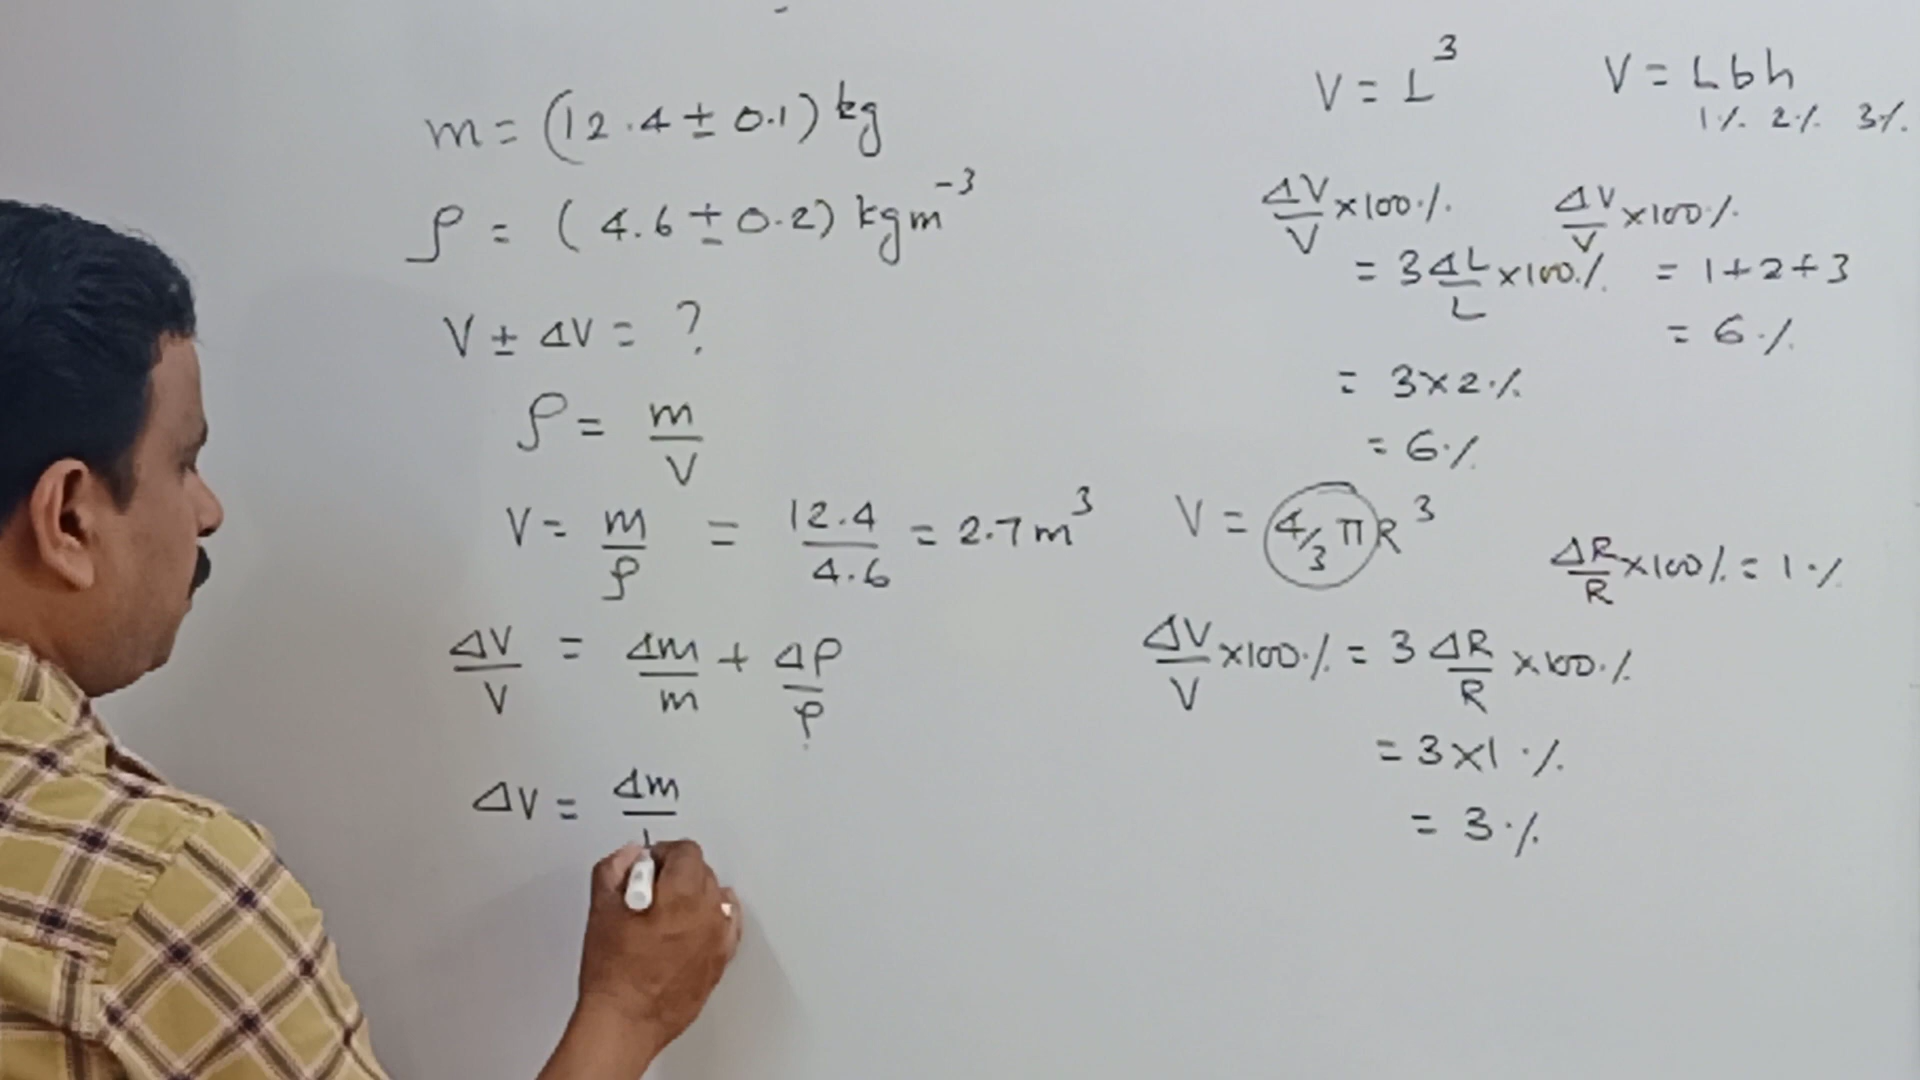 m = (12.4 ± 0.1) kg
ρ = (4.6 ± 0.2) kgm⁻³
V ± ΔV = ?
ρ = m/V
V = m/ρ = 12.4/4.6 = 2.7 m³
ΔV/V = Δm/m + Δρ/ρ
ΔV = Δm
V = L³
ΔV/V ×100% 
= 3 ΔL/L ×100%
= 3×2%
= 6%
V = Lbh
1% 2% 3%
ΔV/V ×100%
= 1+2+3
= 6%
V = 4/3 πR³
ΔR/R ×100% = 1%
ΔV/V ×100% = 3 ΔR/R ×100%
= 3×1%
= 3%